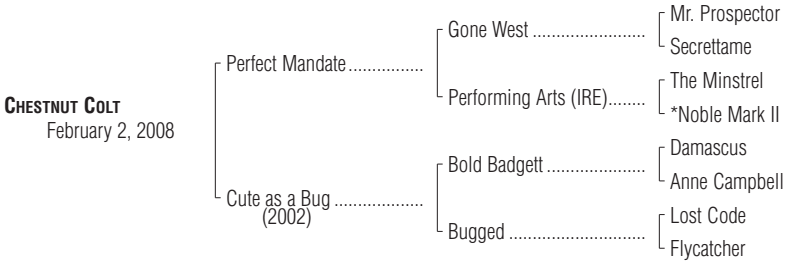 Mr. Prospector
Gone West ........................
Secrettame
Perfect Mandate ................
The Minstrel
Performing Arts (IRE)........
*Noble Mark II
CHESTNUT COLT
February 2, 2008
Damascus
Bold Badgett .....................
Anne Campbell
Cute as a Bug ...................
(2002)
Lost Code
Bugged .............................
Flycatcher